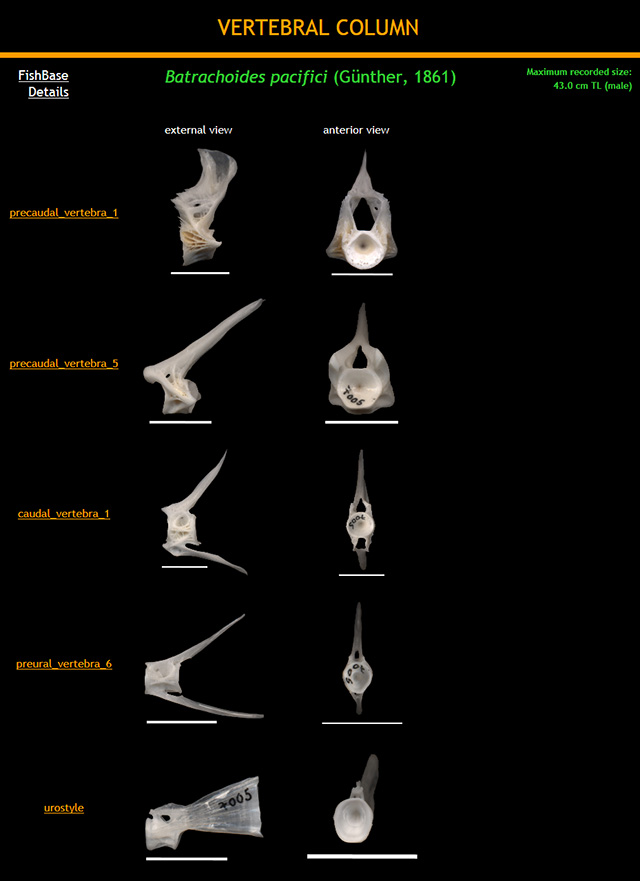 VERTEBRAL COLUMN
FishBase
Details
Batrachoides pacifici (Günther, 1861)
Maximum recorded size:
43.0 cm TL (male)
external view
anterior view
precaudal_vertebra_1
precaudal_vertebra_5
7005
caudal_vertebra_1
7005
preural_vertebra_6
7005
urostyle
7005